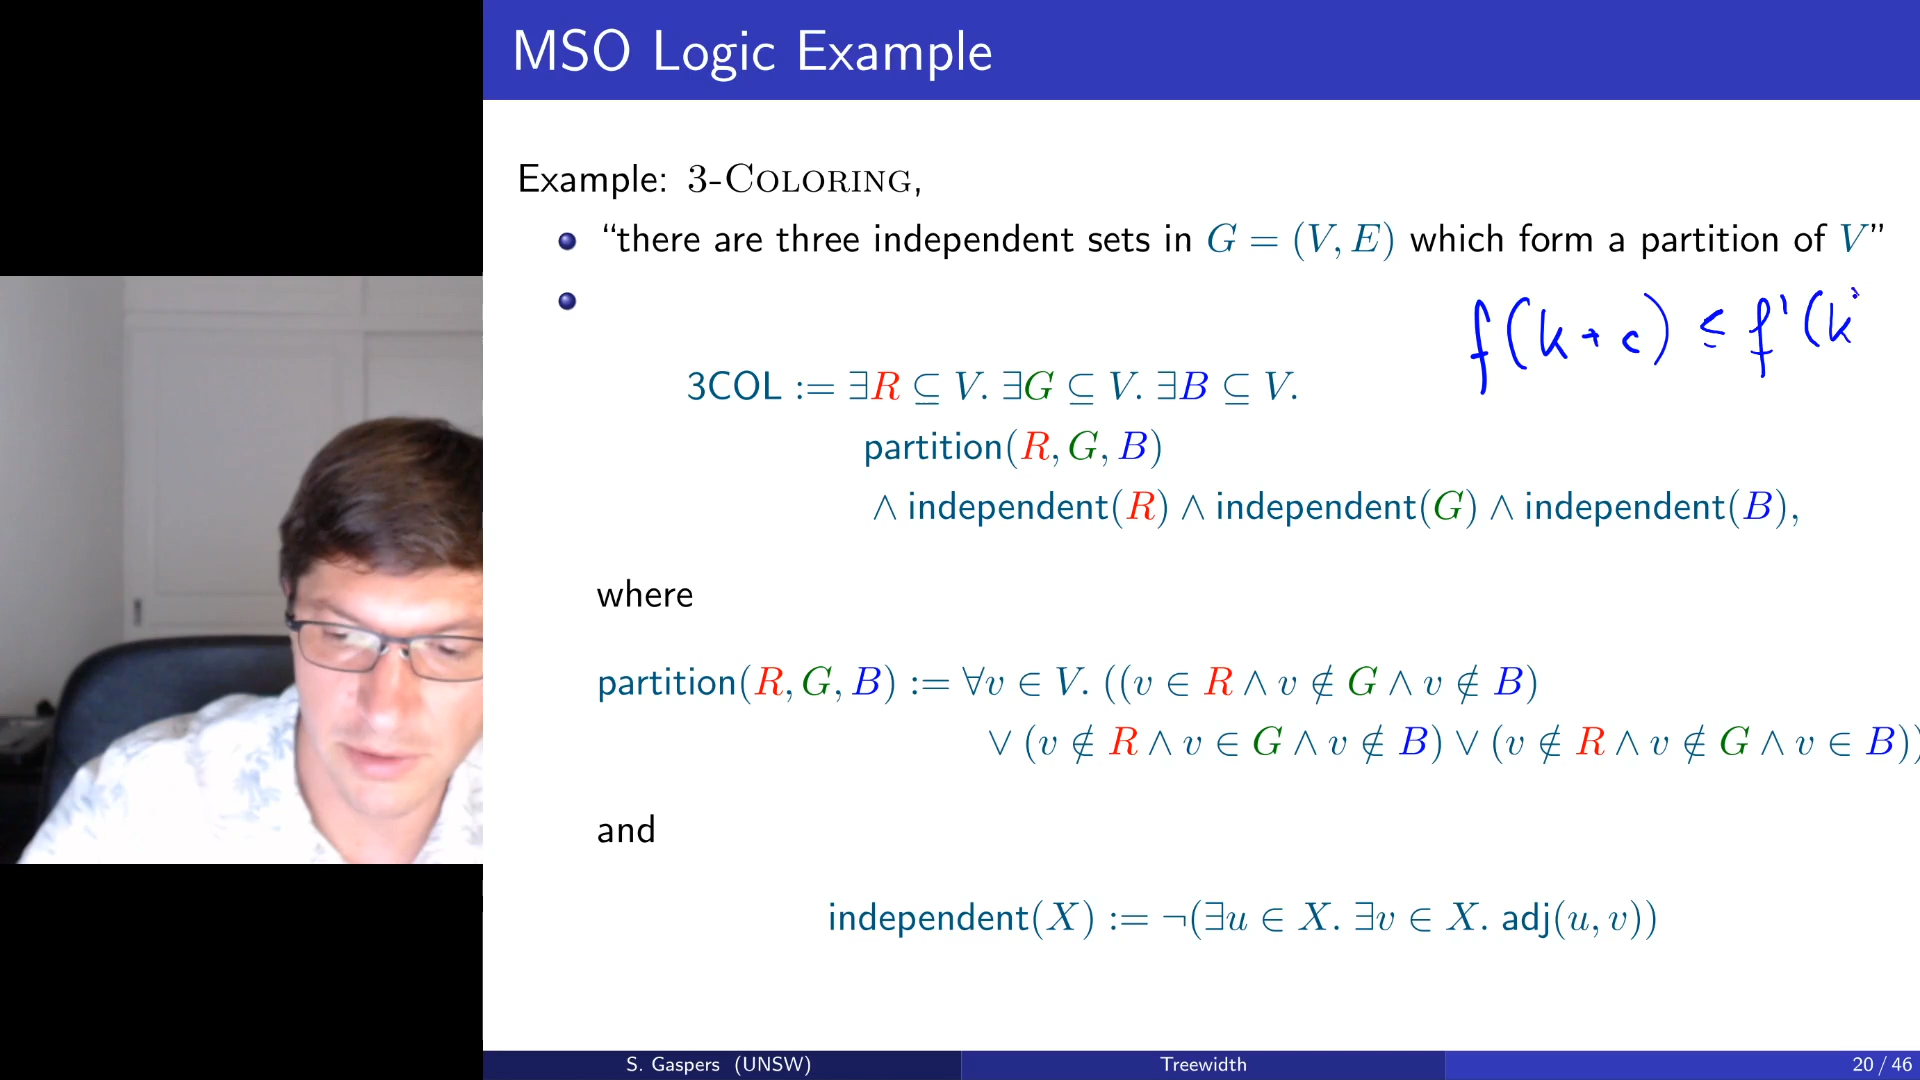 MSO Logic Example
Example: 3-Coloring,
“there are three independent sets in G = (V, E) which form a partition of V”
f(k+c) ≤ f'(k
3COL := ∃R ⊆ V. ∃G ⊆ V. ∃B ⊆ V.
partition(R, G, B)
∧ independent(R) ∧ independent(G) ∧ independent(B),
where
partition(R, G, B) := ∀v ∈ V. ((v ∈ R ∧ v ∉ G ∧ v ∉ B)
∨ (v ∉ R ∧ v ∈ G ∧ v ∉ B) ∨ (v ∉ R ∧ v ∉ G ∧ v ∈ B))
and
independent(X) := ¬(∃u ∈ X. ∃v ∈ X. adj(u, v))
S. Gaspers (UNSW) Treewidth 20 / 46